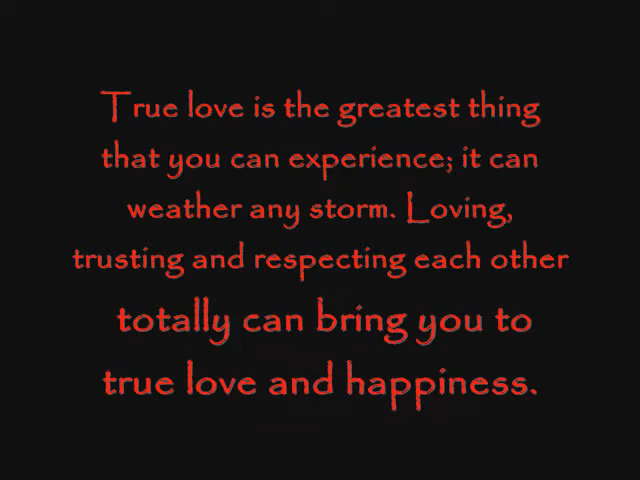 True love is the greatest thing
that you can experience; it can
weather any storm. Loving,
trusting and respecting each other
totally can bring you to
true love and happiness.